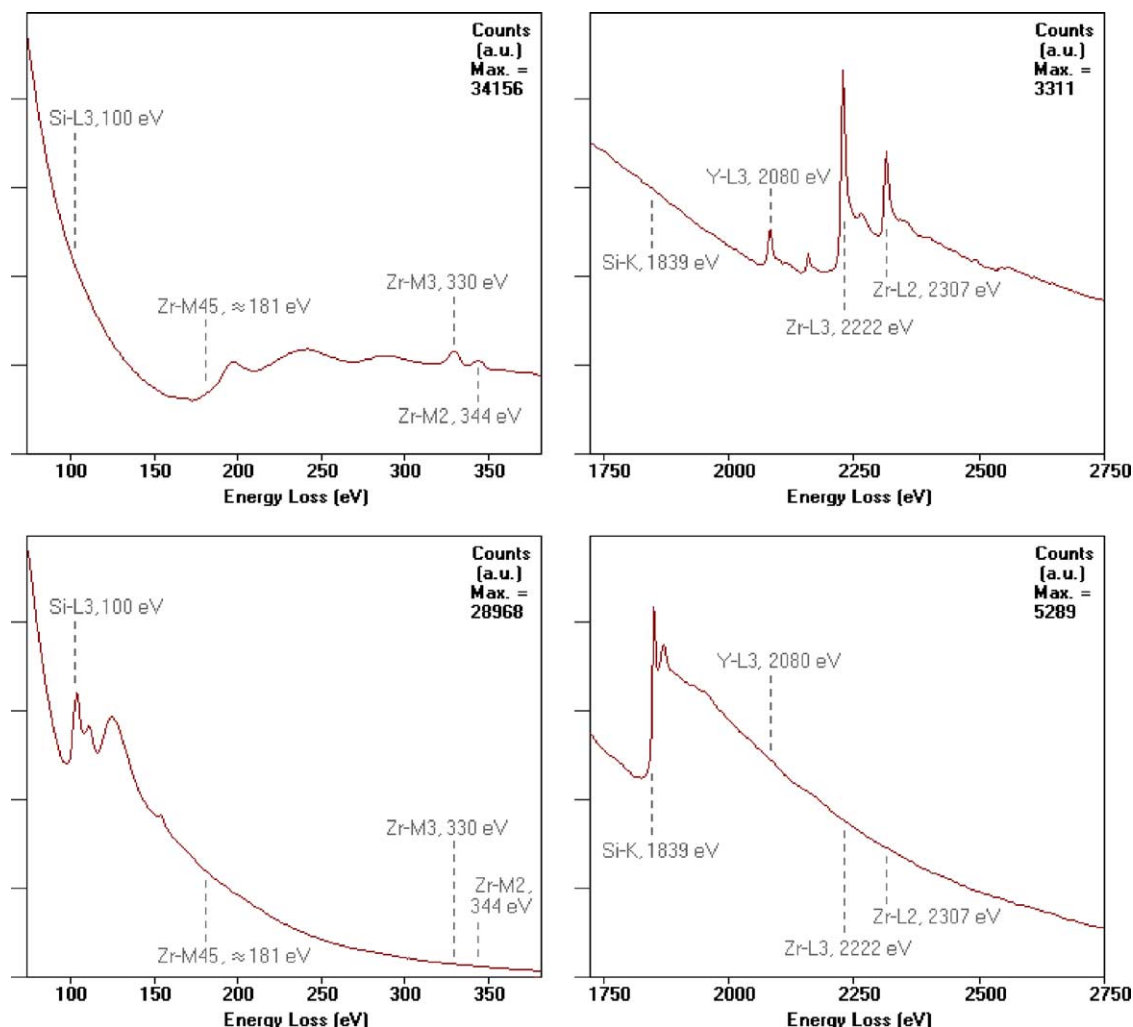 Counts
(a.u.)
Max. =
34156
Si-L3, 100 eV
Zr-M45, ≈181 eV
Zr-M3, 330 eV
Zr-M2, 344 eV
100 150 200 250 300 350
Energy Loss (eV)
Counts
(a.u.)
Max. =
3311
Y-L3, 2080 eV
Si-K, 1839 eV
Zr-L2, 2307 eV
Zr-L3, 2222 eV
1750 2000 2250 2500 2750
Energy Loss (eV)
Counts
(a.u.)
Max. =
28968
Si-L3, 100 eV
Zr-M3, 330 eV
Zr-M2,
344 eV
Zr-M45, ≈181 eV
100 150 200 250 300 350
Energy Loss (eV)
Counts
(a.u.)
Max. =
5289
Y-L3, 2080 eV
Si-K, 1839 eV
Zr-L2, 2307 eV
Zr-L3, 2222 eV
1750 2000 2250 2500 2750
Energy Loss (eV)